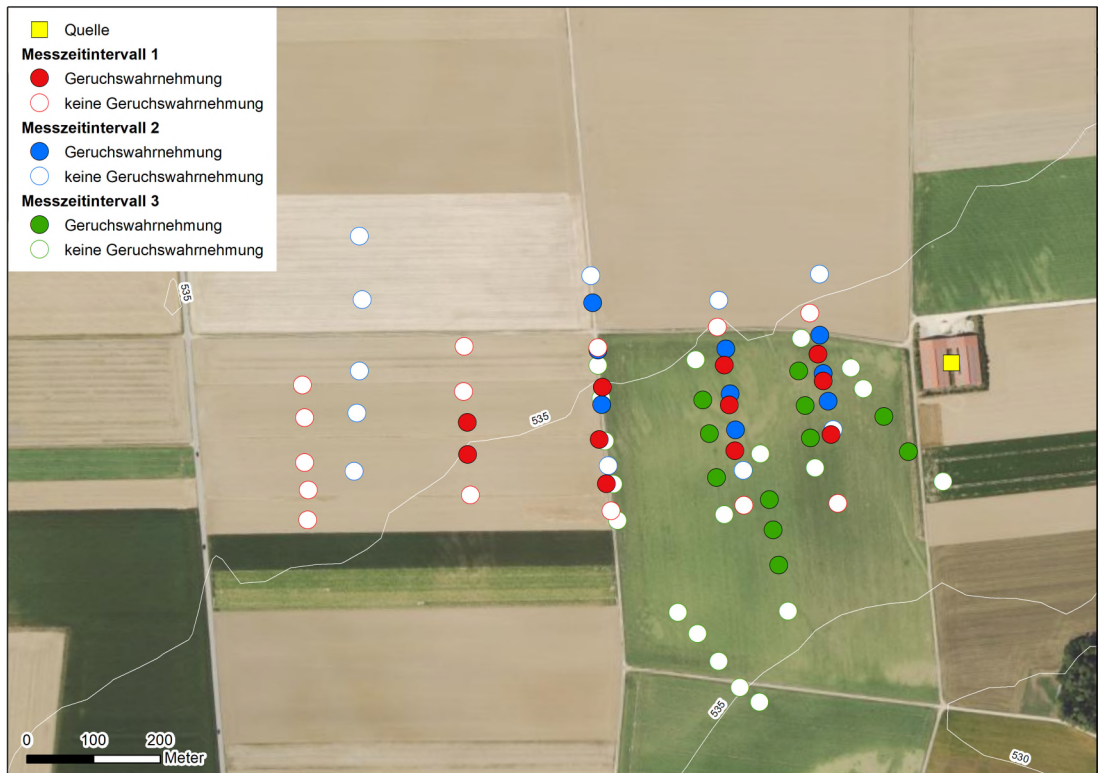 Quelle
Messzeitintervall 1
Geruchswahrnehmung
keine Geruchswahrnehmung
Messzeitintervall 2
Geruchswahrnehmung
keine Geruchswahrnehmung
Messzeitintervall 3
Geruchswahrnehmung
keine Geruchswahrnehmung
535
535
535
530
0 100 200
Meter